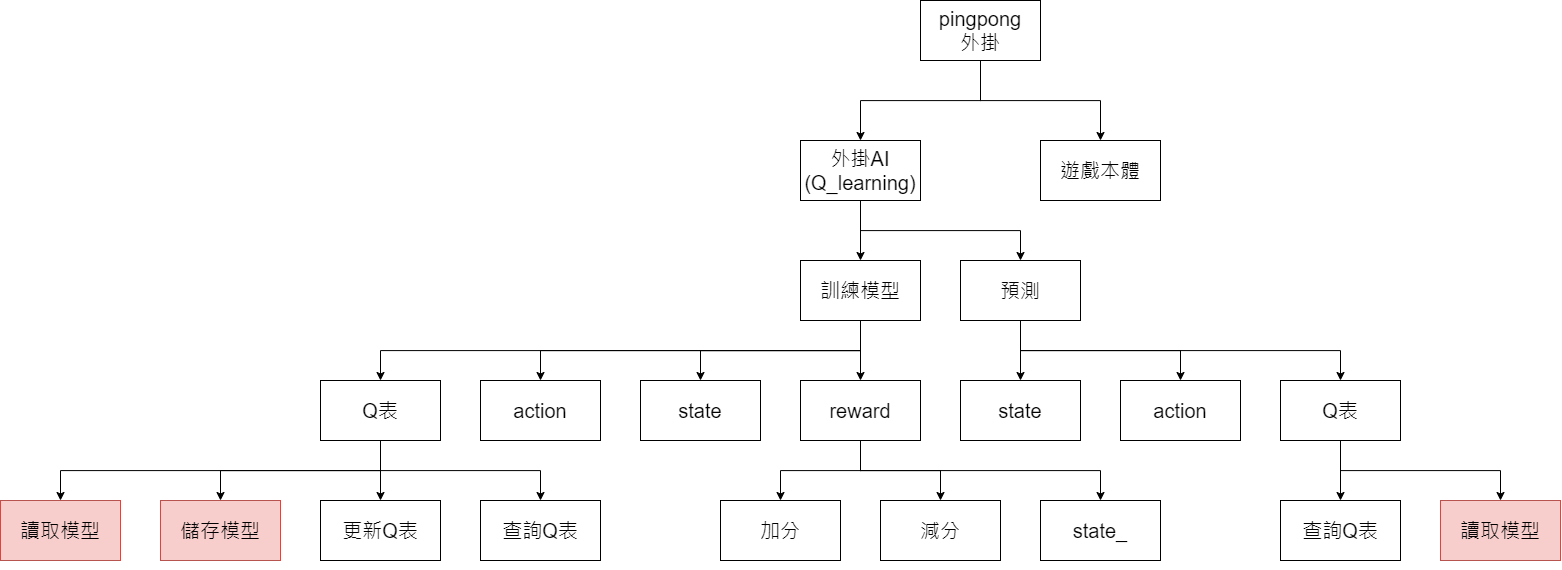 pingpong
外掛
外掛AI
(Q_learning)
遊戲本體
訓練模型
預測
Q表
action
state
reward
state
action
Q表
讀取模型
儲存模型
更新Q表
查詢Q表
加分
減分
state_
查詢Q表
讀取模型